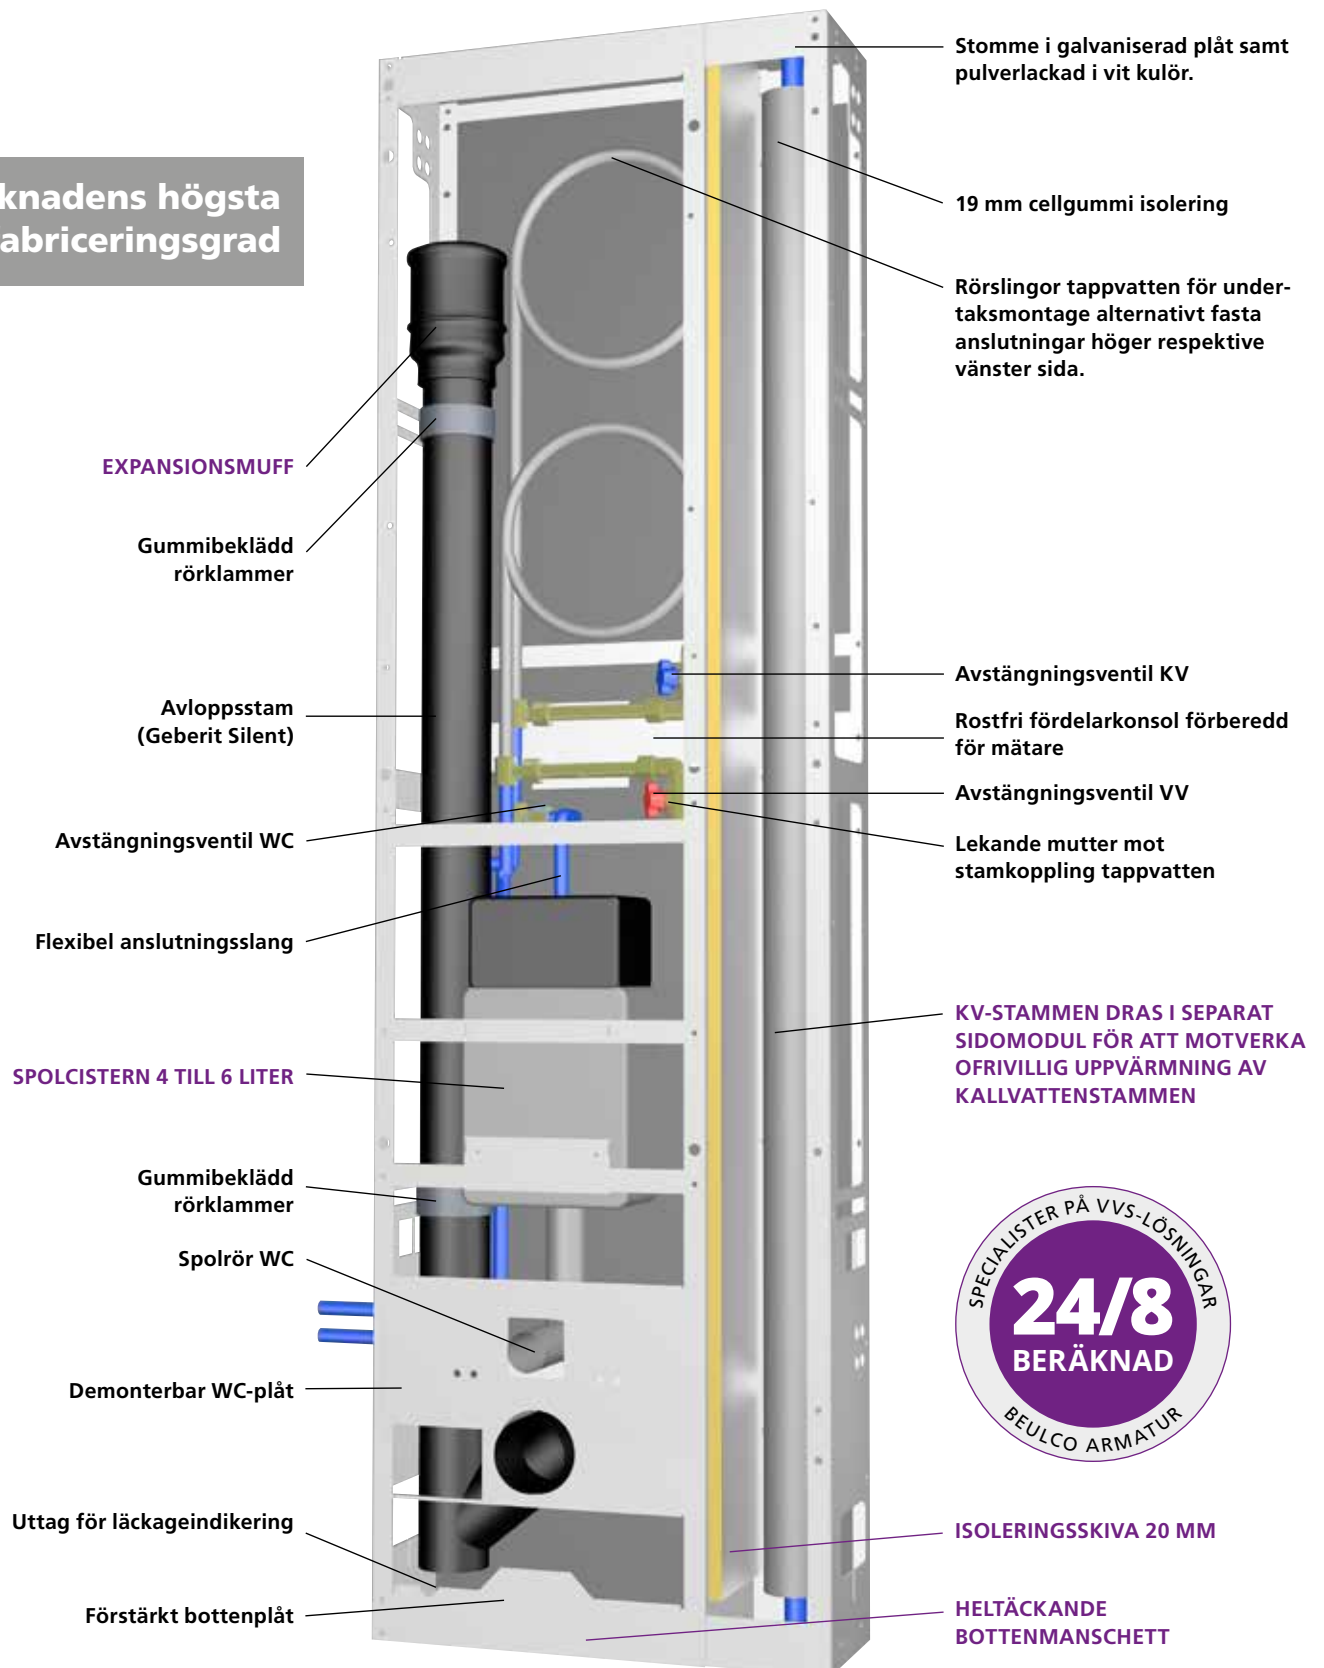 knadens högsta
abriceringsgrad
EXPANSIONSMUFF
Gummibeklädd
rörklammer
Avloppsstam
(Geberit Silent)
Avstängningsventil WC
Flexibel anslutningsslang
SPOLCISTERN 4 TILL 6 LITER
Gummibeklädd
rörklammer
Spolrör WC
Demonterbar WC-plåt
Uttag för läckageindikering
Förstärkt bottenplåt
Stomme i galvaniserad plåt samt
pulverlackad i vit kulör.
19 mm cellgummi isolering
Rörslingor tappvatten för under-
taksmontage alternativt fasta
anslutningar höger respektive
vänster sida.
Avstängningsventil KV
Rostfri fördelarkonsol förberedd
för mätare
Avstängningsventil VV
Lekande mutter mot
stamkoppling tappvatten
KV-STAMMEN DRAS I SEPARAT
SIDOMODUL FÖR ATT MOTVERKA
OFRIVILLIG UPPVÄRMNING AV
KALLVATTENSTAMMEN
SPECIALISTER PÅ VVS-LÖSNINGAR
24/8
BERÄKNAD
BEULCO ARMATUR
ISOLERINGSSKIVA 20 MM
HELTÄCKANDE
BOTTENMANSCHETT